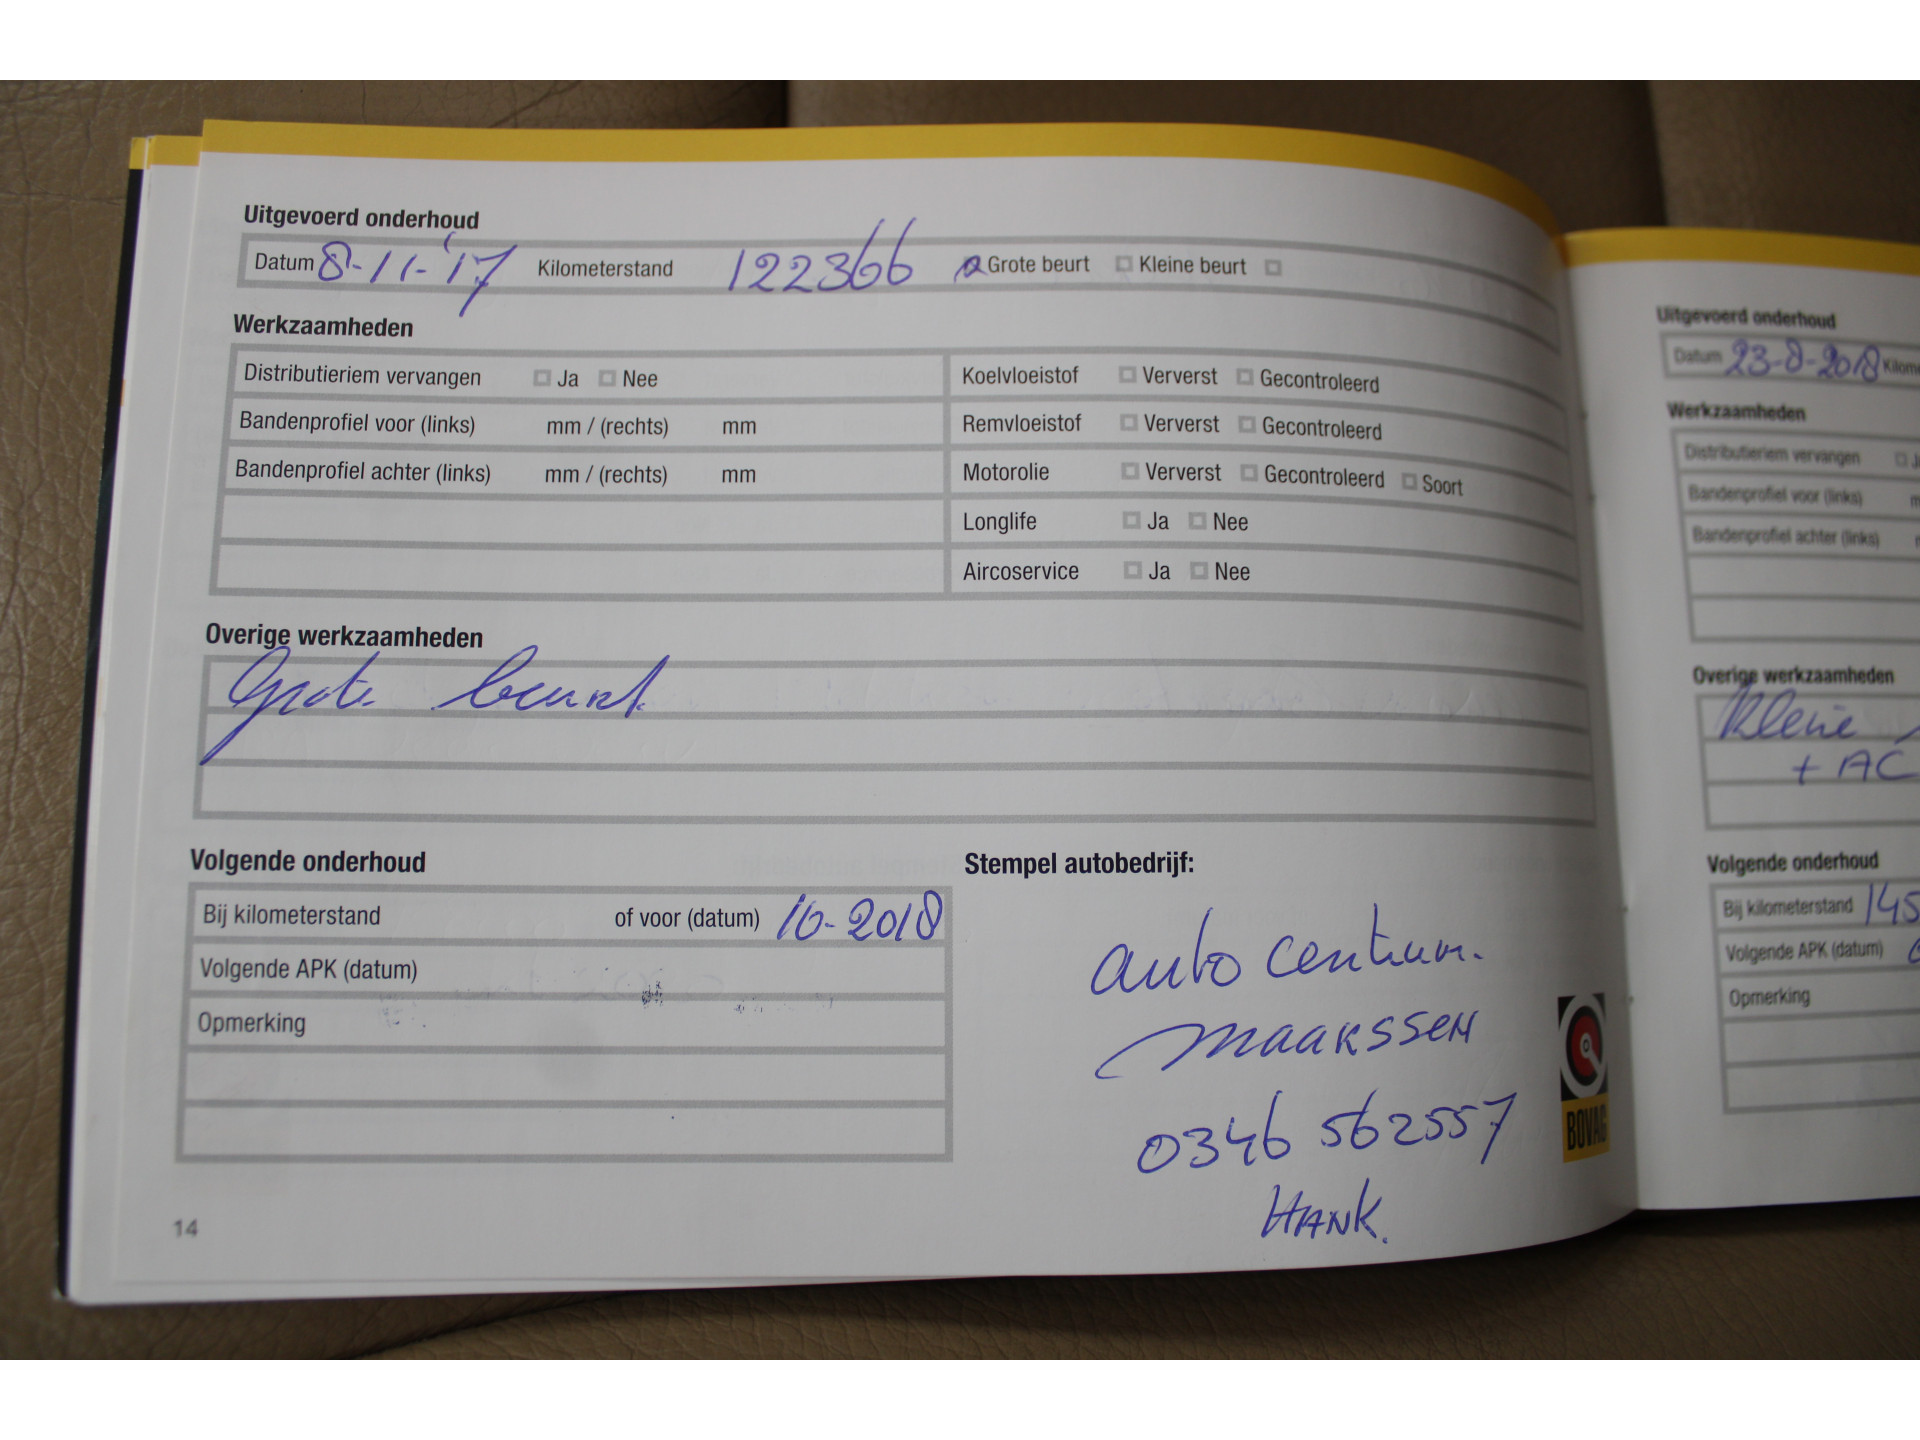 Uitgevoerd onderhoud
Datum 8-11-'17 Kilometerstand 122366 Grote beurt Kleine beurt
Werkzaamheden
Distributieriem vervangen Ja Nee Koelvloeistof Ververst Gecontroleerd
Bandenprofiel voor (links) mm / (rechts) mm Remvloeistof Ververst Gecontroleerd
Bandenprofiel achter (links) mm / (rechts) mm Motorolie Ververst Gecontroleerd Soort
Longlife Ja Nee
Aircoservice Ja Nee
Overige werkzaamheden
Grote beurt
Volgende onderhoud
Bij kilometerstand of voor (datum) 10-2018
Volgende APK (datum)
Opmerking
Stempel autobedrijf:
auto centrum.
MAARSSEN
0346 562557
HANK.
BOVAG
14
Uitgevoerd onderhoud
Datum 23-8-2018
Werkzaamheden
Distributieriem vervangen
Bandenprofiel voor (links)
Bandenprofiel achter (links)
Overige werkzaamheden
Kleine
+ AC
Volgende onderhoud
Bij kilometerstand 145
Volgende APK (datum)
Opmerking